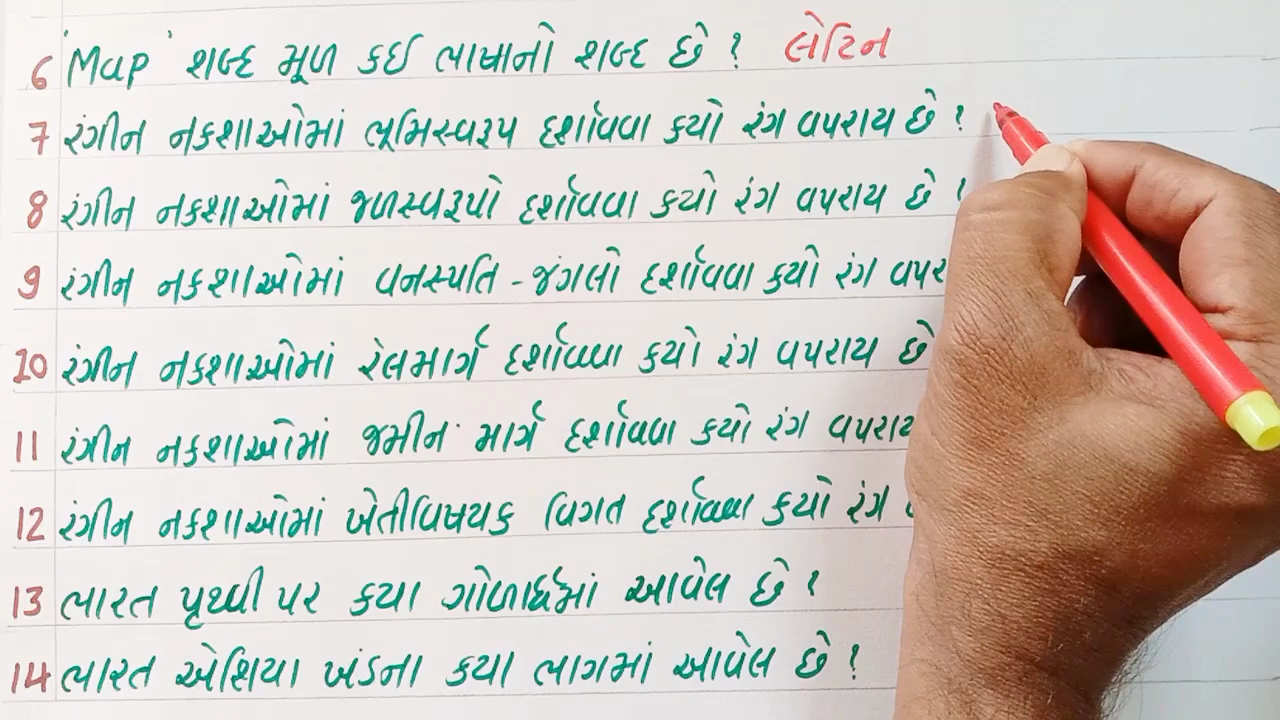 6 'Map' શબ્દ મૂળ કઈ ભાષાનો શબ્દ છે ? લેટિન
7 રંગીન નકશાઓમાં ભૂમિસ્વરૂપ દર્શાવવા કયો રંગ વપરાય છે ?
8 રંગીન નકશાઓમાં જળસ્વરૂપો દર્શાવવા કયો રંગ વપરાય છે ?
9 રંગીન નકશાઓમાં વનસ્પતિ - જંગલો દર્શાવવા કયો રંગ વપર
10 રંગીન નકશાઓમાં રેલમાર્ગ દર્શાવવા કયો રંગ વપરાય છે
11 રંગીન નકશાઓમાં જમીન માર્ગ દર્શાવવા કયો રંગ વપરાય
12 રંગીન નકશાઓમાં ખેતીવિષયક વિગત દર્શાવવા કયો રંગ
13 ભારત પૃથ્વી પર કયા ગોળાર્ધમાં આવેલ છે ?
14 ભારત એશિયા ખંડના કયા ભાગમાં આવેલ છે ?